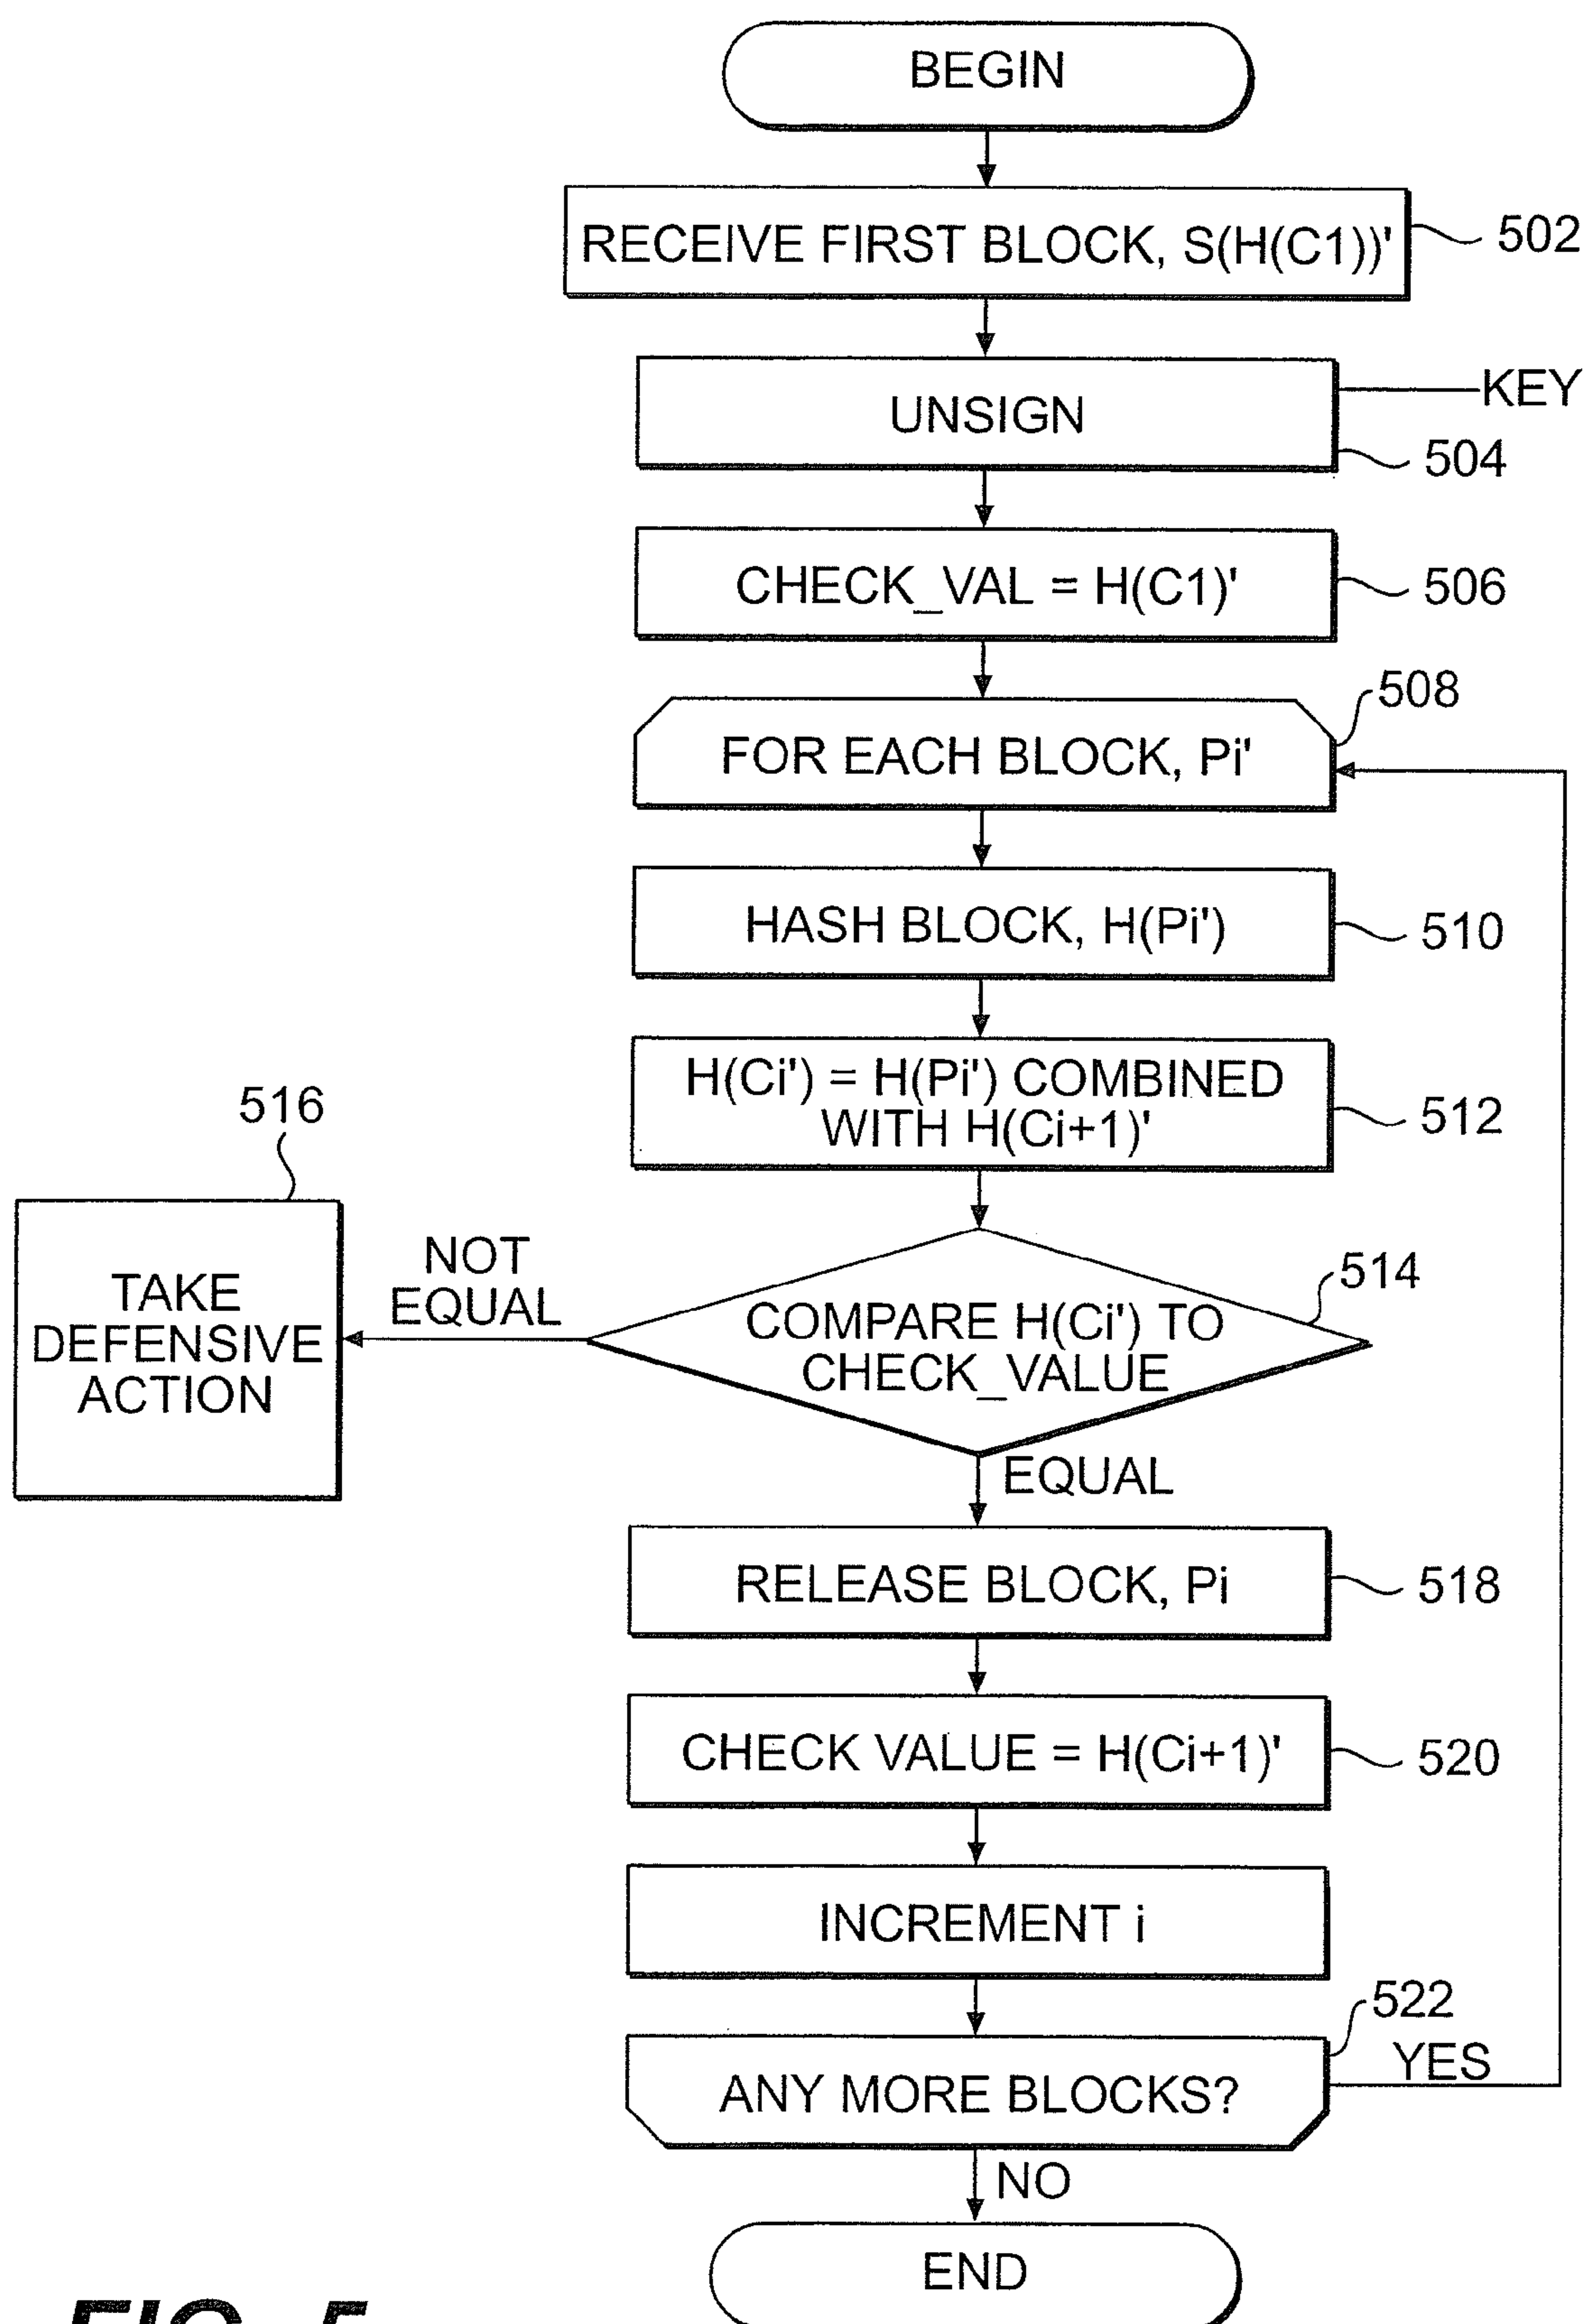 BEGIN
RECEIVE FIRST BLOCK, S(H(C1))'
502
UNSIGN
KEY
504
CHECK_VAL = H(C1)'
506
508
FOR EACH BLOCK, Pi'
HASH BLOCK, H(Pi')
510
H(Ci') = H(Pi') COMBINED
WITH H(Ci+1)'
512
516
TAKE
DEFENSIVE
ACTION
NOT
EQUAL
514
COMPARE H(Ci') TO
CHECK_VALUE
EQUAL
RELEASE BLOCK, Pi
518
CHECK VALUE = H(Ci+1)'
520
INCREMENT i
522
ANY MORE BLOCKS?
YES
NO
END
FIG. 5